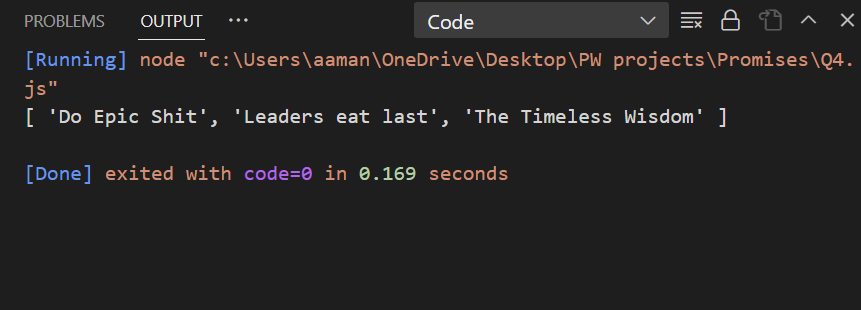 PROBLEMS OUTPUT ··· Code
[Running] node "c:\Users\aaman\OneDrive\Desktop\PW projects\Promises\Q4.
js"
[ 'Do Epic Shit', 'Leaders eat last', 'The Timeless Wisdom' ]
[Done] exited with code=0 in 0.169 seconds